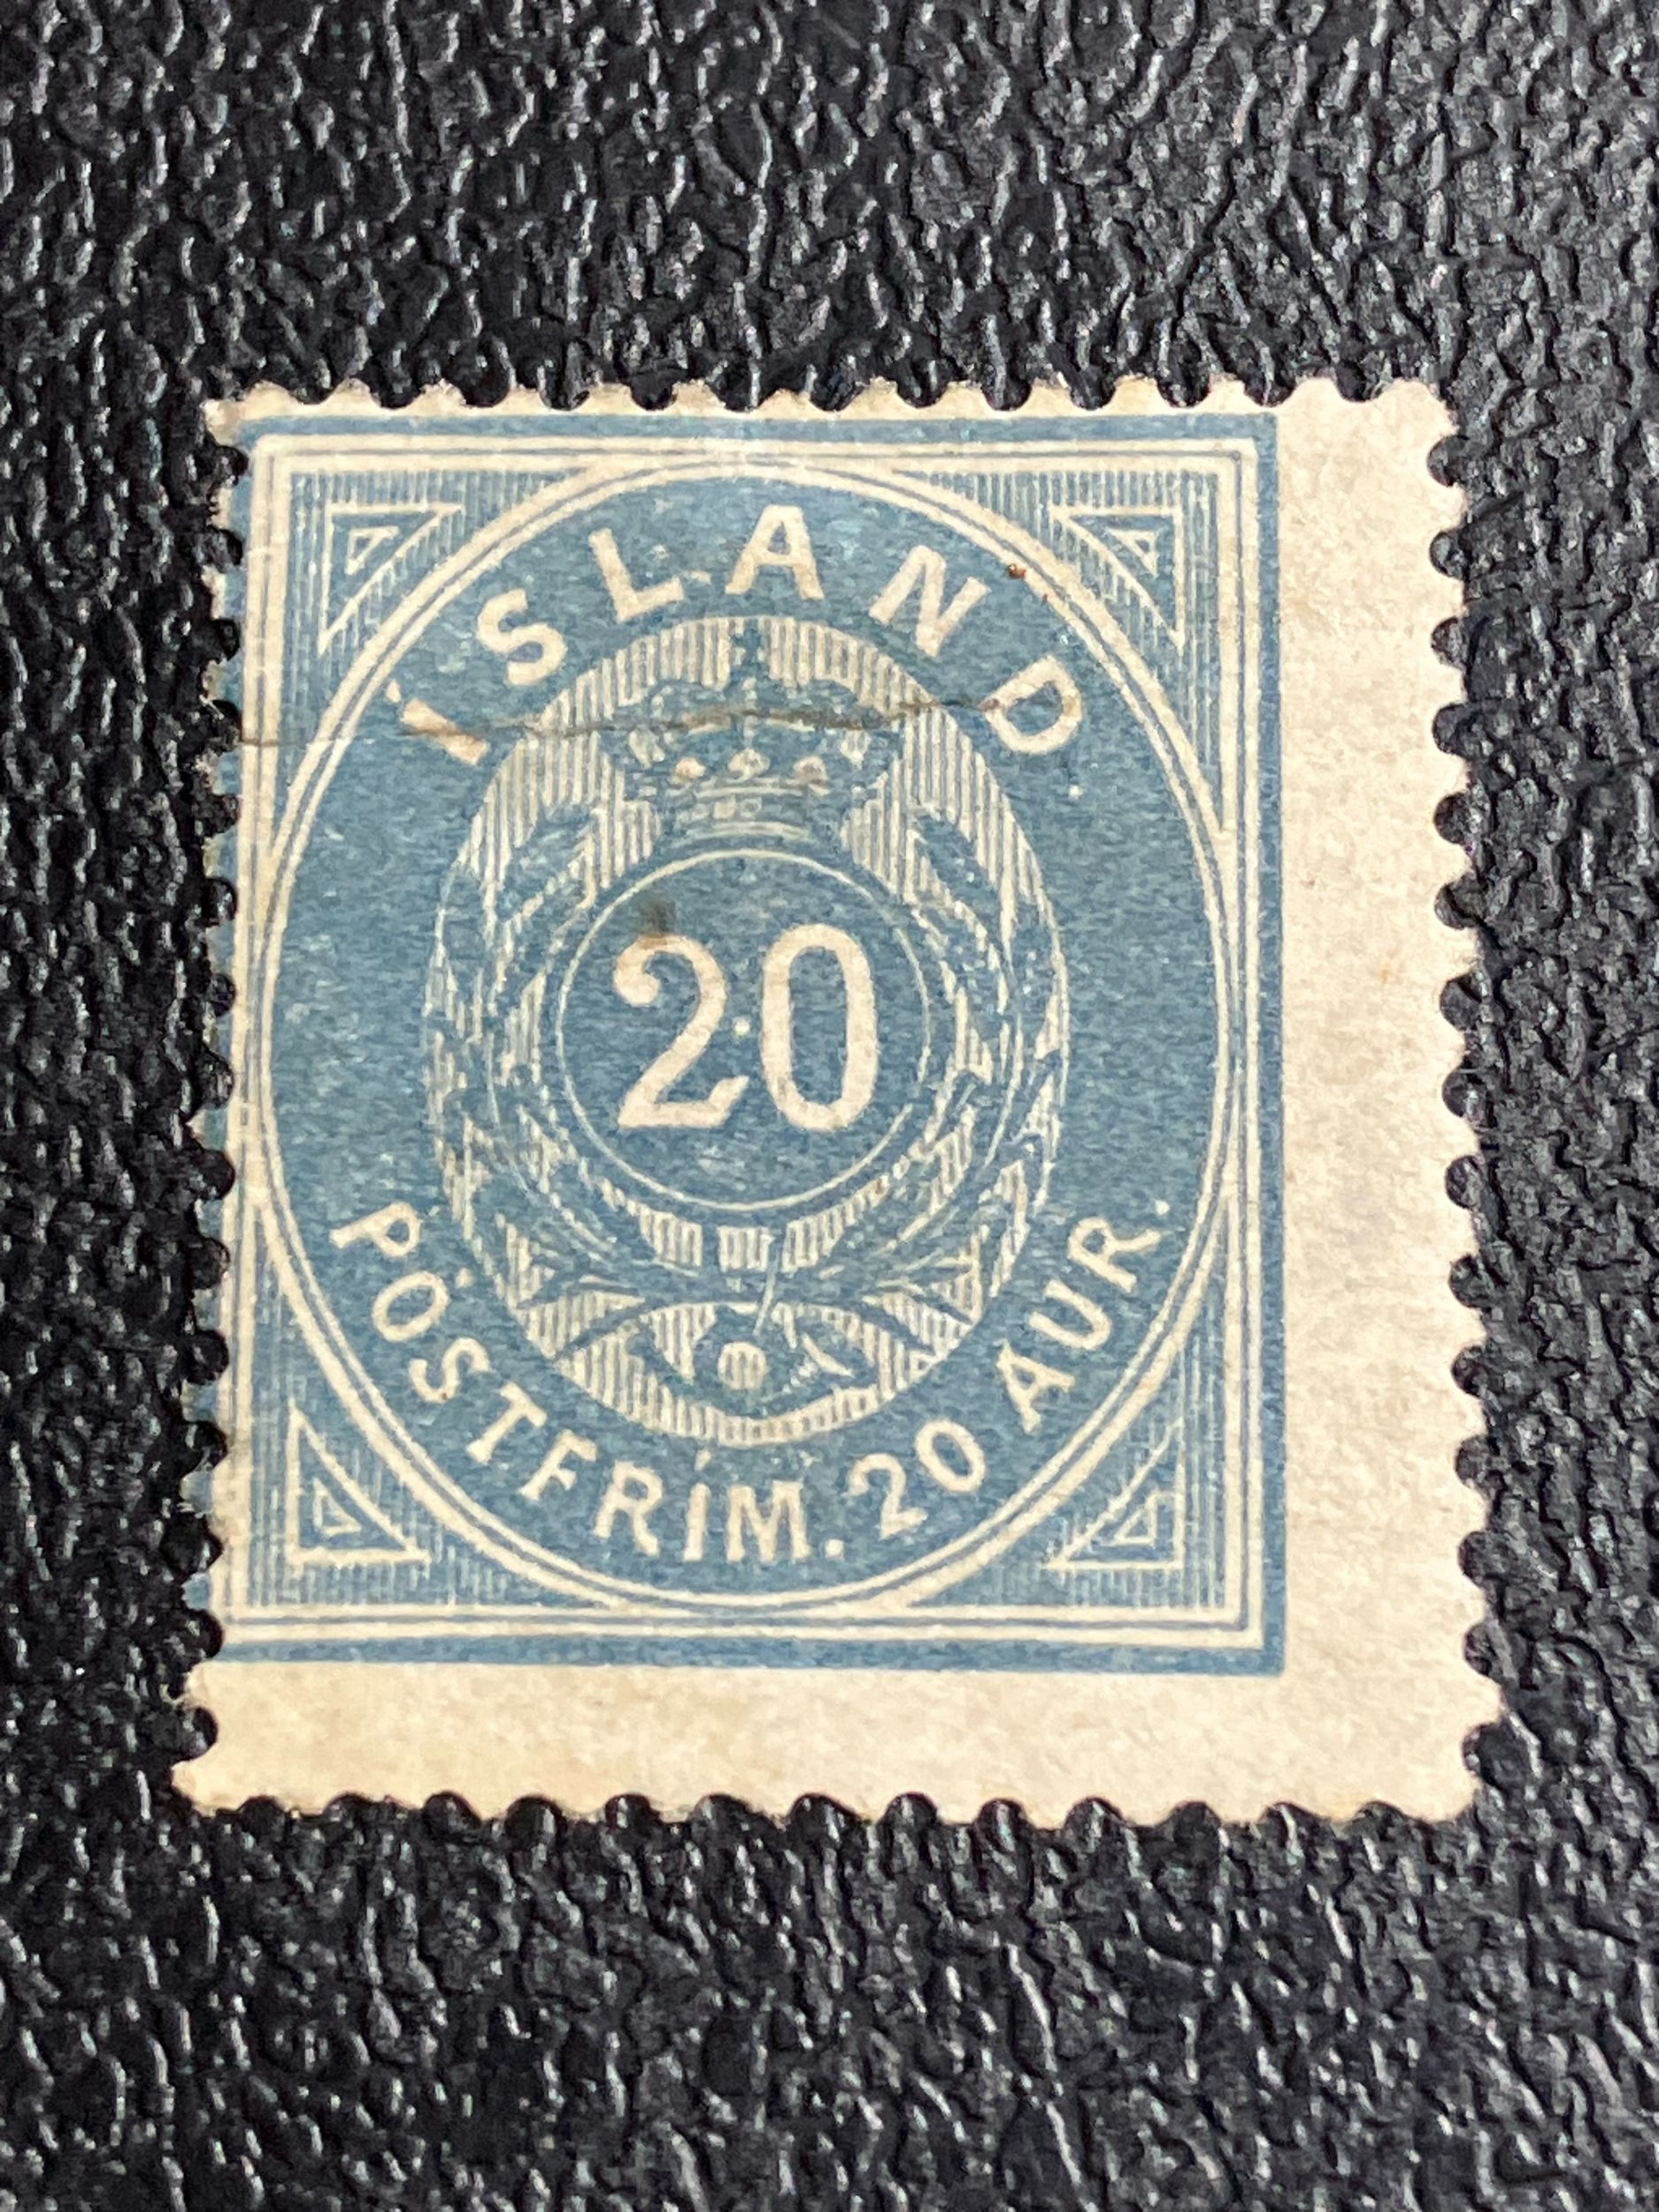 ÍSLAND
20
PÓSTFRÍM. 20 AUR.